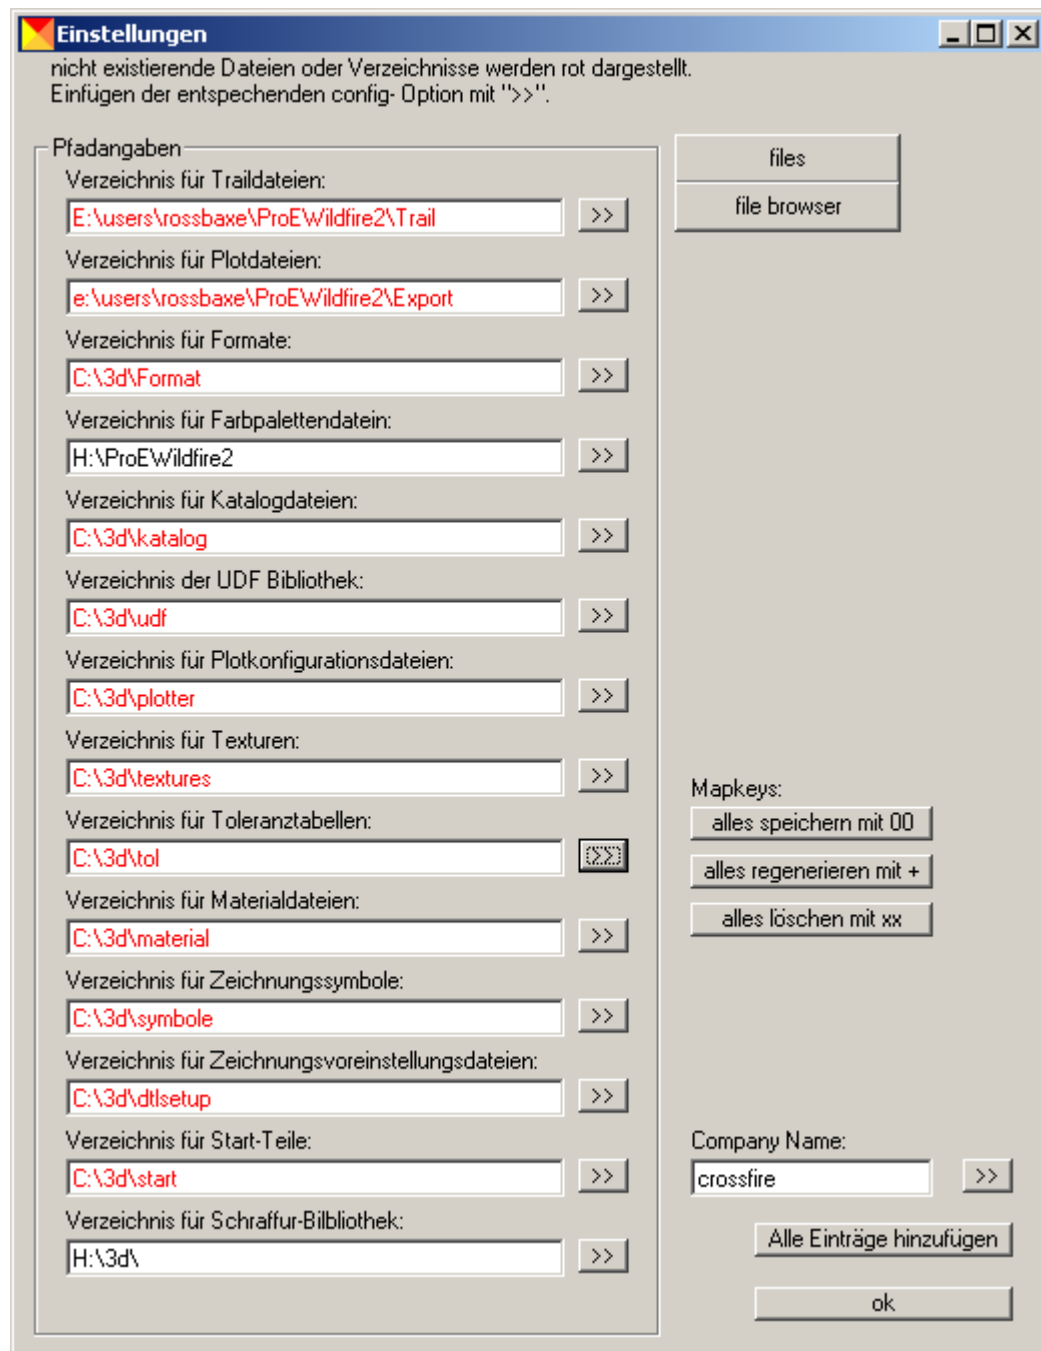 Einstellungen
nicht existierende Dateien oder Verzeichnisse werden rot dargestellt.
Einfügen der entspechenden config- Option mit ">>".
Pfadangaben
Verzeichnis für Traildateien:
E:\users\rossbaxe\ProEWildfire2\Trail >>
Verzeichnis für Plotdateien:
e:\users\rossbaxe\ProEWildfire2\Export >>
Verzeichnis für Formate:
C:\3d\Format >>
Verzeichnis für Farbpalettendatein:
H:\ProEWildfire2 >>
Verzeichnis für Katalogdateien:
C:\3d\katalog >>
Verzeichnis der UDF Bibliothek:
C:\3d\udf >>
Verzeichnis für Plotkonfigurationsdateien:
C:\3d\plotter >>
Verzeichnis für Texturen:
C:\3d\textures >>
Verzeichnis für Toleranztabellen:
C:\3d\tol >>
Verzeichnis für Materialdateien:
C:\3d\material >>
Verzeichnis für Zeichnungssymbole:
C:\3d\symbole >>
Verzeichnis für Zeichnungsvoreinstellungsdateien:
C:\3d\dtlsetup >>
Verzeichnis für Start-Teile:
C:\3d\start >>
Verzeichnis für Schraffur-Bilbliothek:
H:\3d\ >>
files
file browser
Mapkeys:
alles speichern mit 00
alles regenerieren mit +
alles löschen mit xx
Company Name:
crossfire >>
Alle Einträge hinzufügen
ok